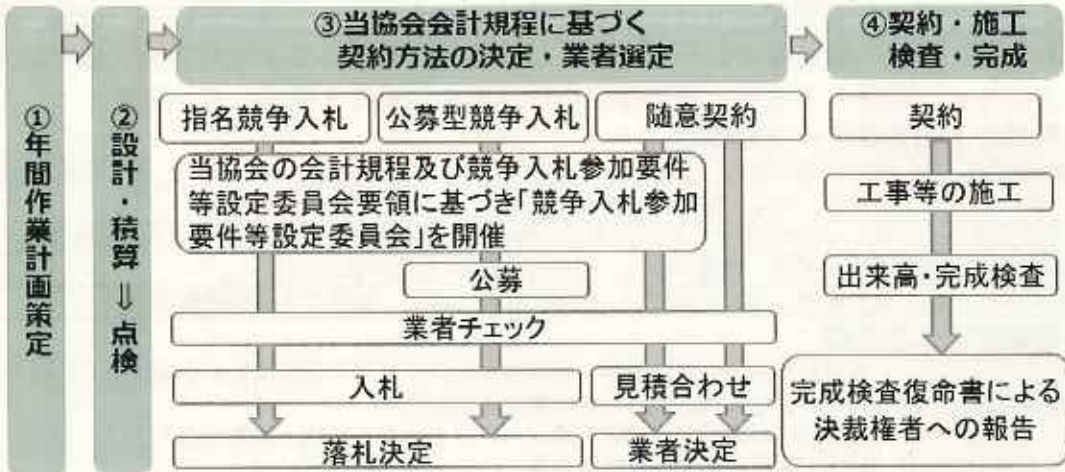 ①年間作業計画策定
②設計・積算⇓点検
③当協会会計規程に基づく
契約方法の決定・業者選定
④契約・施工
検査・完成
指名競争入札
公募型競争入札
随意契約
当協会の会計規程及び競争入札参加要件
等設定委員会要領に基づき「競争入札参加
要件等設定委員会」を開催
公募
業者チェック
入札
見積合わせ
落札決定
業者決定
契約
工事等の施工
出来高・完成検査
完成検査復命書による
決裁権者への報告